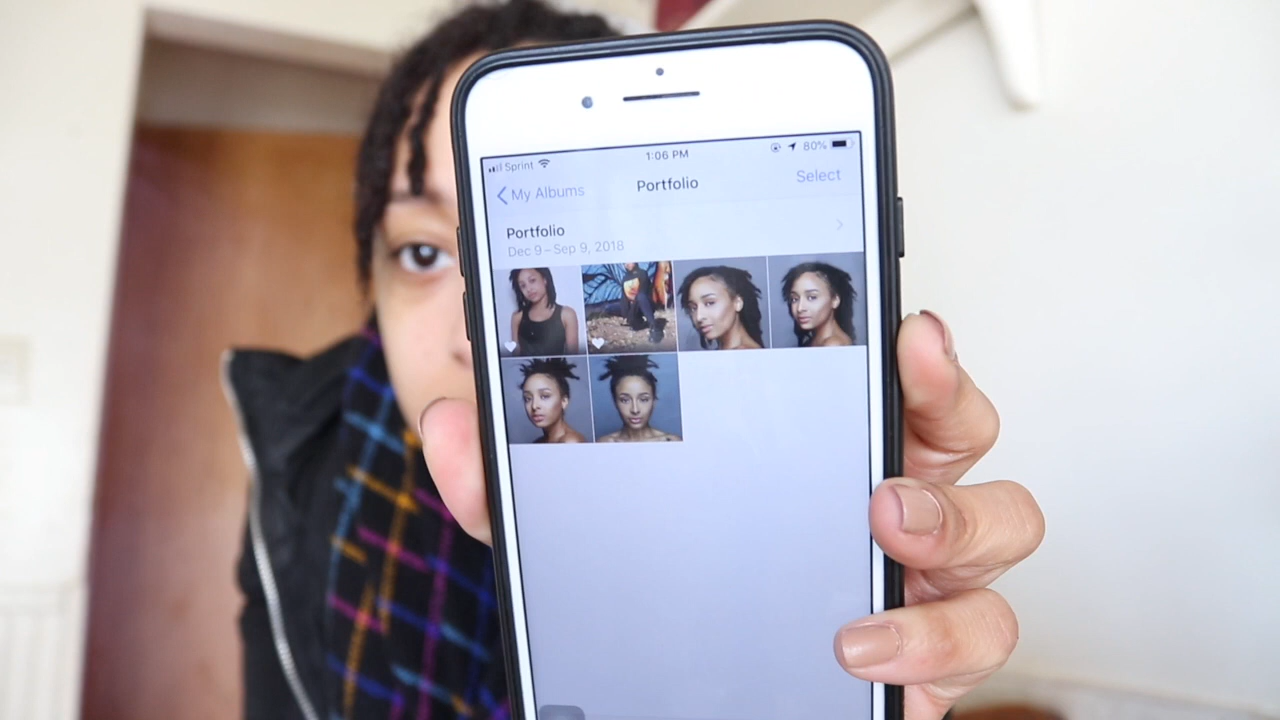 Sprint 1:06 PM 80%
My Albums Portfolio Select
Portfolio
Dec 9 – Sep 9, 2018